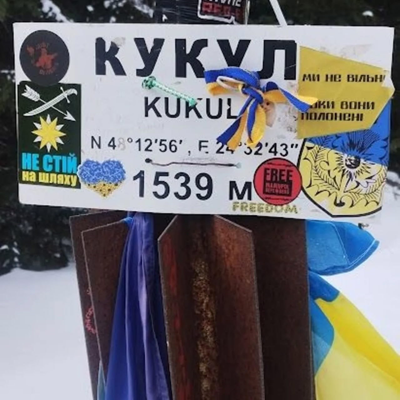 КУКУЛ
KUKUL
N 48°12'56", E 24°32'43"
1539 м
НЕ СТІЙ
НА ШЛЯХУ
МИ НЕ ВІЛЬНІ
ПОКИ ВОНИ
ПОЛОНЕНІ
FREE
FREEDOM